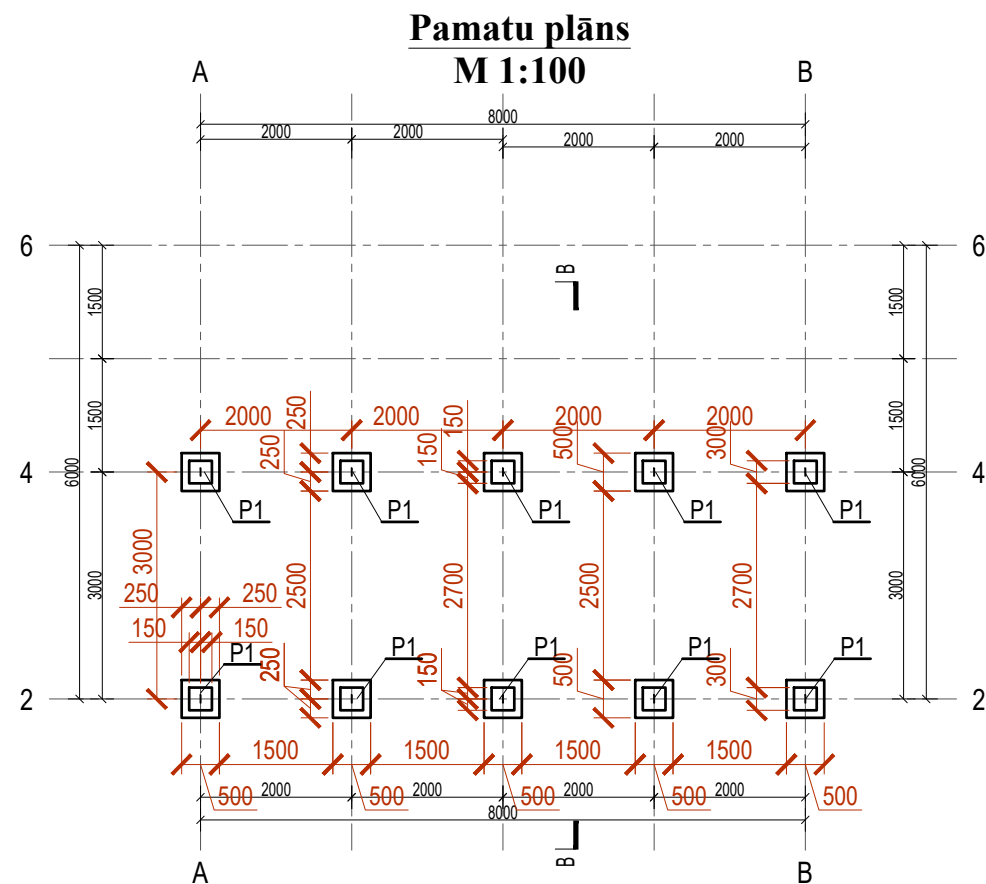 Pamatu plāns
M 1:100
A B
8000
2000 2000 2000 2000
6 6
B
1500 1500
2000 250 2000 150 2000 2000
1500 250 150 500 300 1500
4 6000 6000 4
P1 P1 P1 P1 P1
3000 2500 2700 2500 2700
3000 3000
250 250
150 150
P1 P1 P1 P1 P1
250 150 500 300
2 2
1500 1500 1500 1500
500 2000 500 2000 500 2000 500 2000 500
8000
B
A B